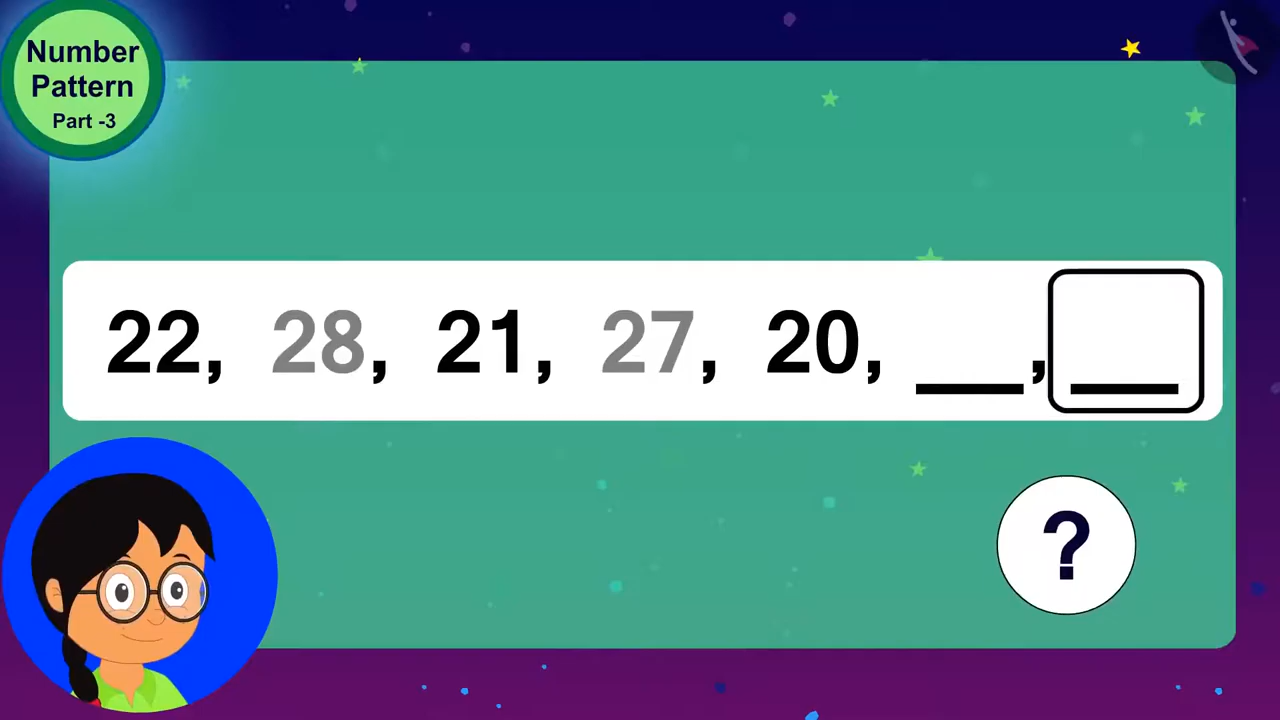 Number
Pattern
Part -3
22, 28, 21, 27, 20, ___, ___
?